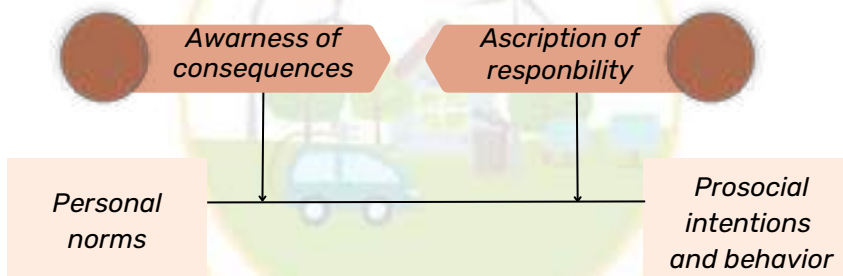 Awarness of
consequences
Ascription of
responbility
Personal
norms
Prosocial
intentions
and behavior